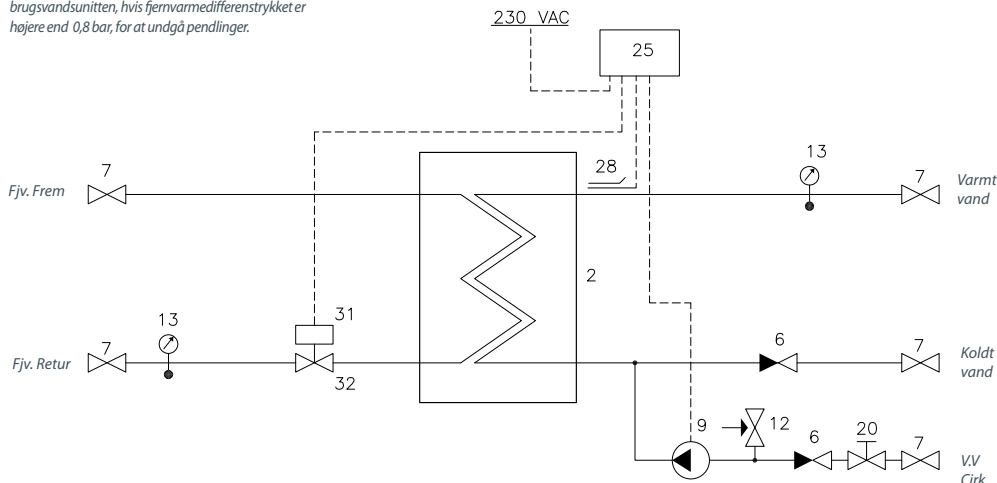 brugsvandsunitten, hvis fjernvarmedifferenstrykket er
højere end 0,8 bar, for at undgå pendlinger.
230 VAC
25
7
28
13
7
Fjv. Frem
Varmt
vand
2
13
31
7
6
7
Fjv. Retur
32
Koldt
vand
9
12
6
20
7
V.V
Cirk